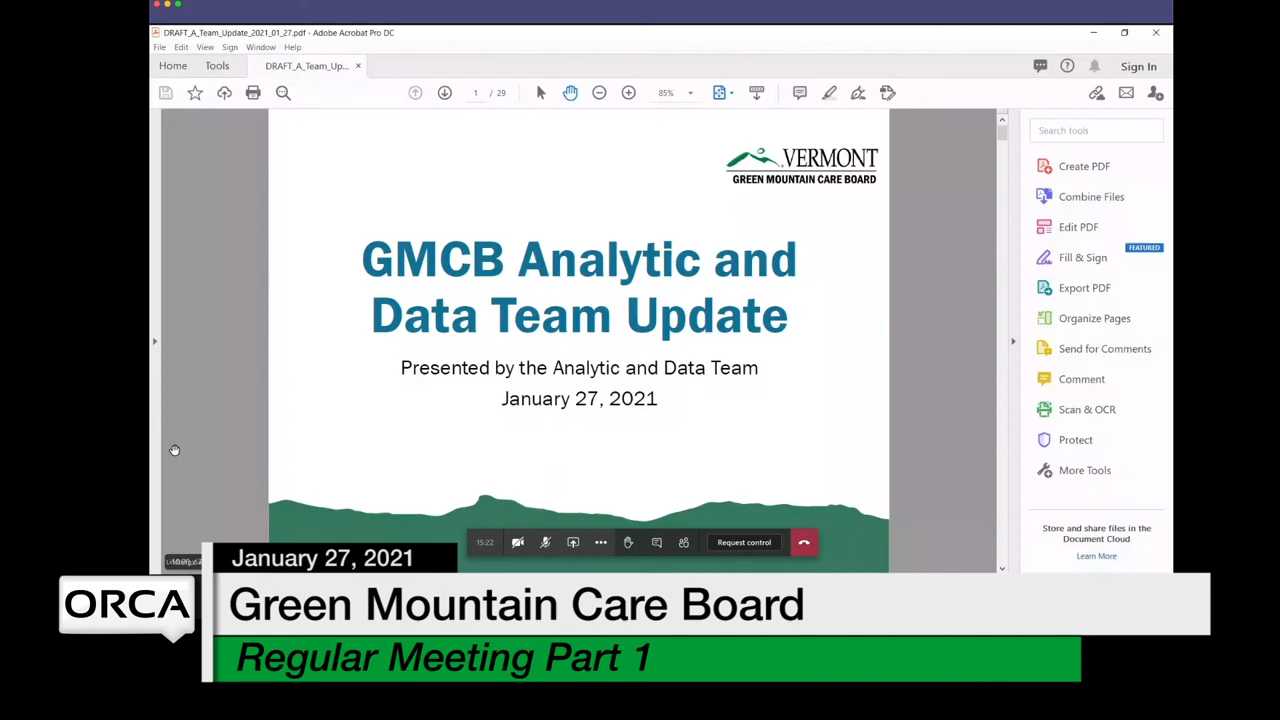 DRAFT_A_Team_Update_2021_01_27.pdf - Adobe Acrobat Pro DC
File Edit View Sign Window Help
Home Tools DRAFT_A_Team_Up... × Sign In
1 / 29 85%
Search tools
VERMONT
GREEN MOUNTAIN CARE BOARD
GMCB Analytic and
Data Team Update
Presented by the Analytic and Data Team
January 27, 2021
Create PDF
Combine Files
Edit PDF
FEATURED
Fill & Sign
Export PDF
Organize Pages
Send for Comments
Comment
Scan & OCR
Protect
More Tools
Store and share files in the
Document Cloud
Learn More
15:22 Request control
January 27, 2021
ORCA
Green Mountain Care Board
Regular Meeting Part 1